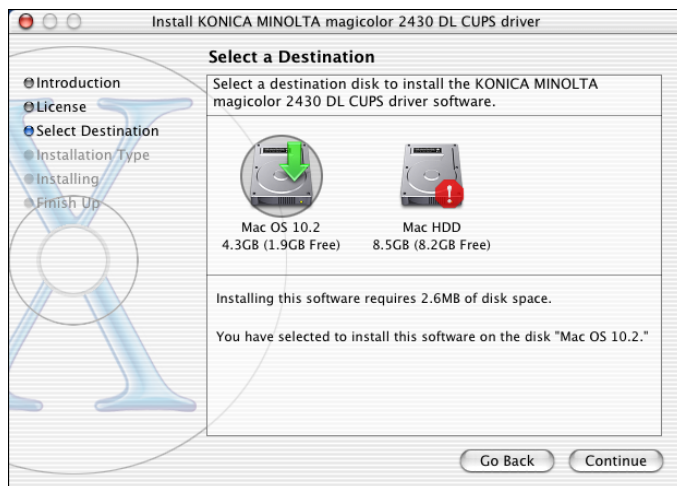 Install KONICA MINOLTA magicolor 2430 DL CUPS driver
Select a Destination
Introduction
License
Select Destination
Installation Type
Installing
Finish Up
Select a destination disk to install the KONICA MINOLTA
magicolor 2430 DL CUPS driver software.
Mac OS 10.2
4.3GB (1.9GB Free)
Mac HDD
8.5GB (8.2GB Free)
Installing this software requires 2.6MB of disk space.
You have selected to install this software on the disk "Mac OS 10.2."
Go Back
Continue